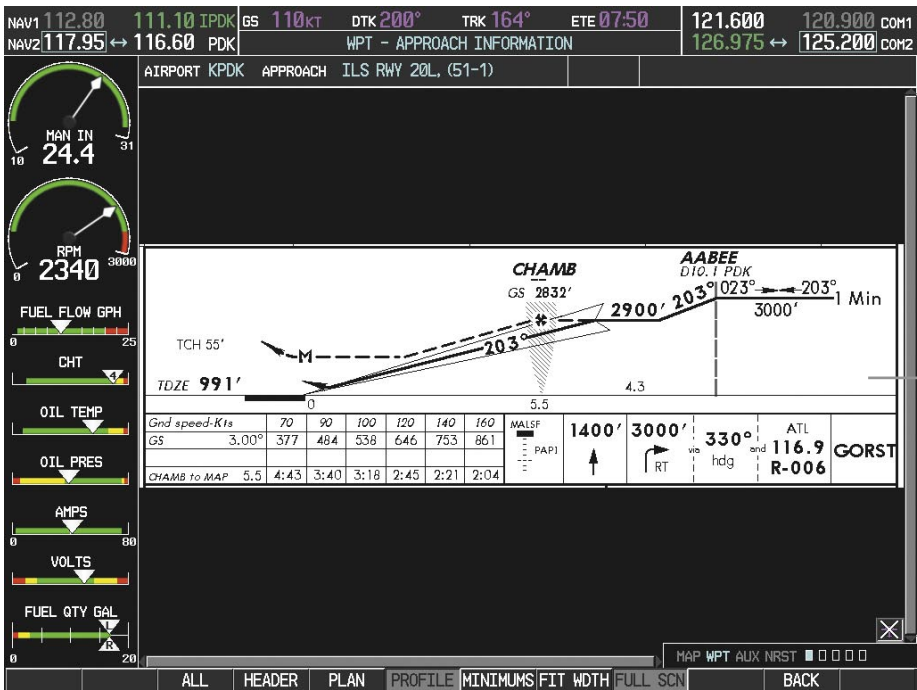 NAV1 112.80 111.10 IPDK GS 110KT DTK 200° TRK 164° ETE 07:50 121.600 120.900 COM1
NAV2 117.95 ↔ 116.60 PDK WPT - APPROACH INFORMATION 126.975 ↔ 125.200 COM2
AIRPORT KPDK APPROACH ILS RWY 20L, (51-1)
MAN IN
24.4
10 31
RPM
2340
0 3000
FUEL FLOW GPH
0 25
CHT
4
OIL TEMP
OIL PRES
AMPS
0 80
VOLTS
FUEL QTY GAL
L
R
0 20
AABEE
D10.1 PDK
CHAMB
GS 2832'
2900' 203° 023° 203° 1 Min
3000'
TCH 55'
M
203°
TDZE 991'
4.3
0 5.5
Gnd speed-Kts 70 90 100 120 140 160
GS 3.00° 377 484 538 646 753 861
CHAMB to MAP 5.5 4:43 3:40 3:18 2:45 2:21 2:04
MALSF
PAPI
1400'
3000'
RT
via
330°
hdg
and
ATL
116.9
R-006
GORST
MAP WPT AUX NRST
ALL HEADER PLAN PROFILE MINIMUMS FIT WDTH FULL SCN BACK